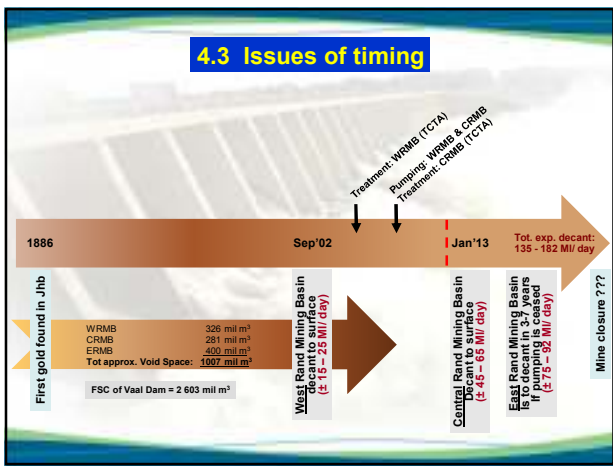 4.3 Issues of timing
Treatment: WRMB (TCTA)
Pumping: WRMB & CRMB
Treatment: CRMB (TCTA)
1886
Sep'02
Jan'13
Tot. exp. decant:
135 - 182 Ml/ day
First gold found in Jhb
WRMB 326 mil m³
CRMB 281 mil m³
ERMB 400 mil m³
Tot approx. Void Space: 1007 mil m³
FSC of Vaal Dam = 2 603 mil m³
West Rand Mining Basin
decant to surface
(± 15 – 25 Ml/ day)
Central Rand Mining Basin
Decant to surface
(± 45 – 65 Ml/ day)
East Rand Mining Basin
Is to decant in 3-7 years
If pumping is ceased
(± 75 – 92 Ml/ day)
Mine closure ???